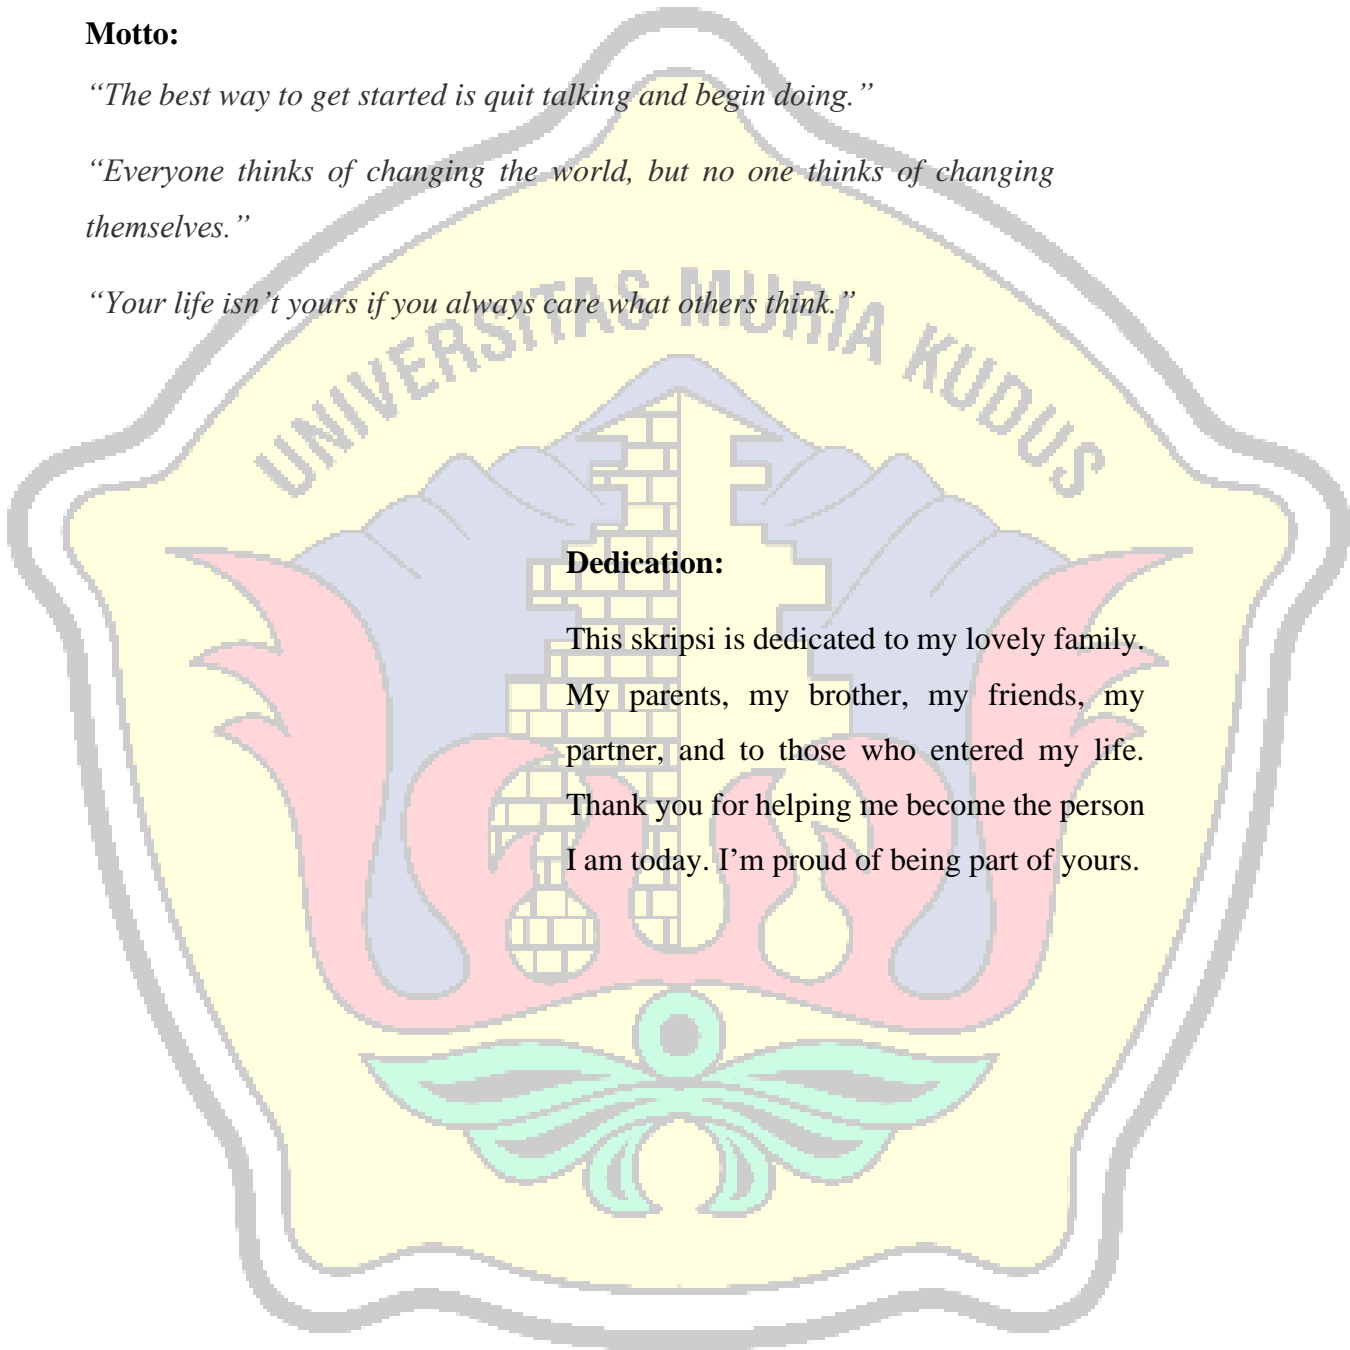 Motto:
“The best way to get started is quit talking and begin doing.”
“Everyone thinks of changing the world, but no one thinks of changing
themselves.”
“Your life isn’t yours if you always care what others think.”
UNIVERSITAS MURIA KUDUS
Dedication:
This skripsi is dedicated to my lovely family.
My parents, my brother, my friends, my
partner, and to those who entered my life.
Thank you for helping me become the person
I am today. I’m proud of being part of yours.